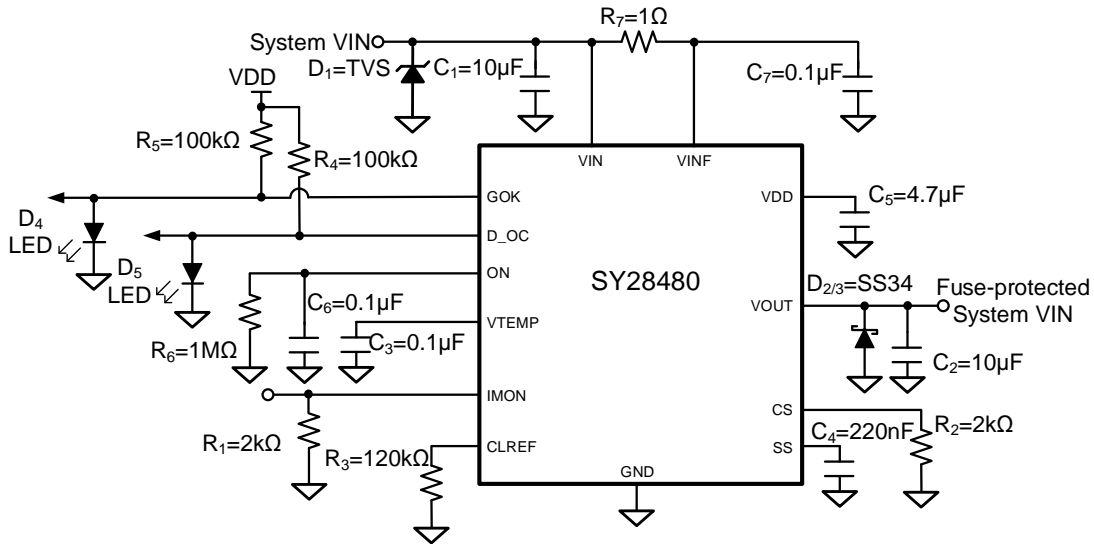 R7=1Ω
System VIN
D1=TVS
C1=10µF
C7=0.1µF
VDD
R5=100kΩ
R4=100kΩ
VIN
VINF
GOK
VDD
C5=4.7µF
D4
LED
D_OC
D5
LED
ON
SY28480
D2/3=SS34
Fuse-protected
System VIN
VOUT
C6=0.1µF
VTEMP
C3=0.1µF
R6=1MΩ
C2=10µF
IMON
CS
R1=2kΩ
R3=120kΩ
CLREF
C4=220nF
R2=2kΩ
SS
GND